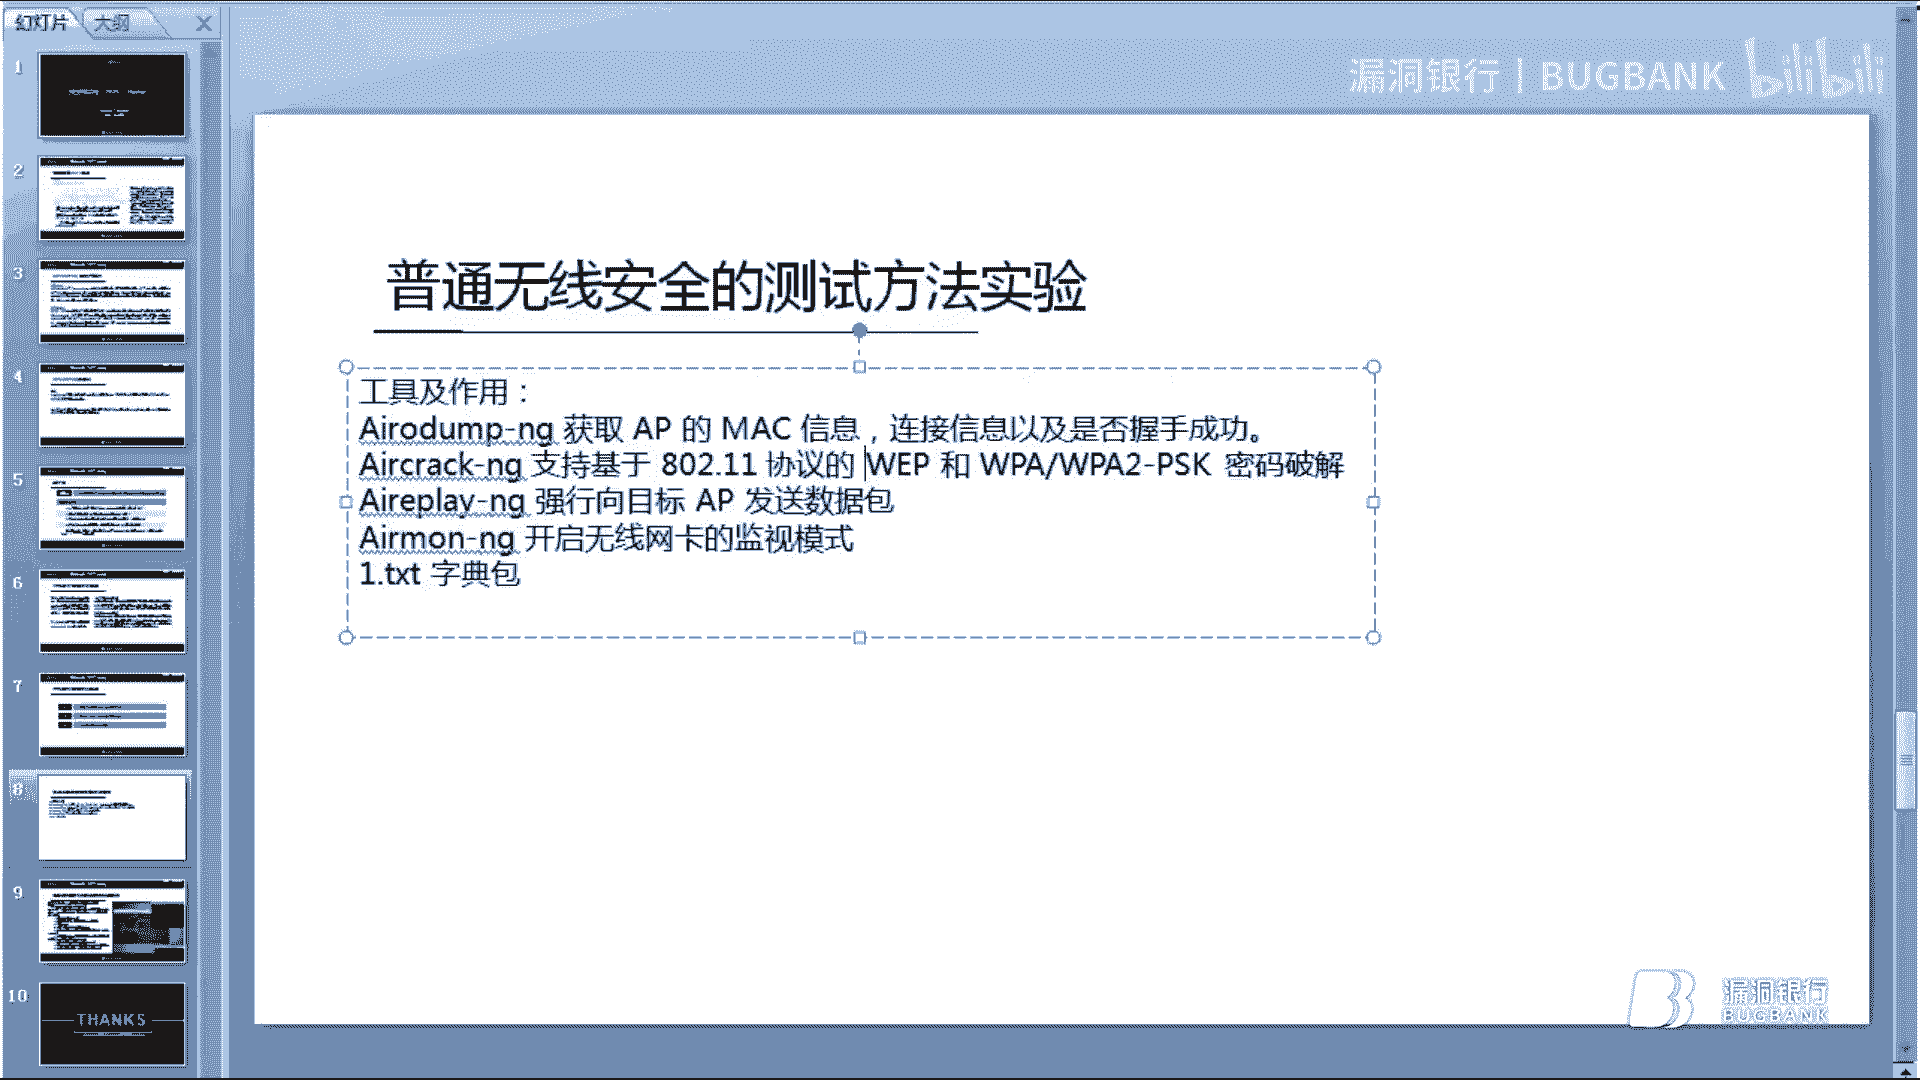 幻灯片 大纲
漏洞银行 | BUGBANK bilibili
1
2
3
4
5
6
7
8
9
10
THANKS
普通无线安全的测试方法实验
工具及作用：
Airodump-ng 获取 AP 的 MAC 信息，连接信息以及是否握手成功。
Aircrack-ng 支持基于 802.11 协议的 WEP 和 WPA/WPA2-PSK 密码破解
Aireplay-ng 强行向目标 AP 发送数据包
Airmon-ng 开启无线网卡的监视模式
1.txt 字典包
漏洞银行
BUGBANK